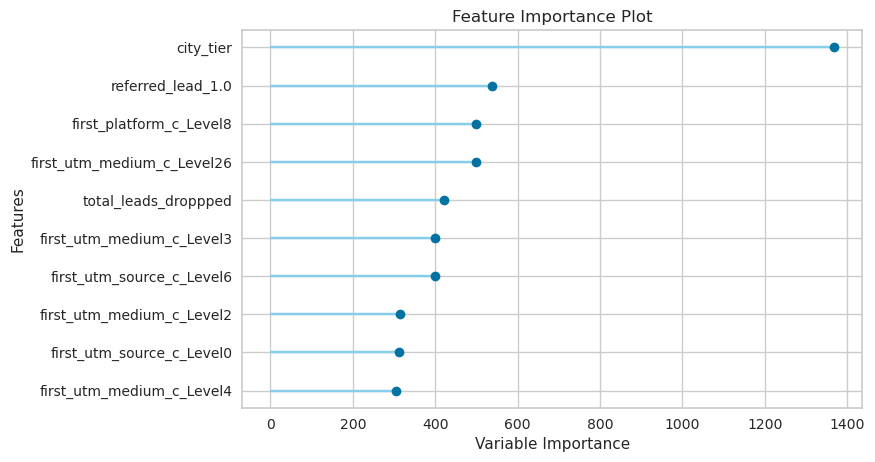 Feature Importance Plot
Features
city_tier
referred_lead_1.0
first_platform_c_Level8
first_utm_medium_c_Level26
total_leads_droppped
first_utm_medium_c_Level3
first_utm_source_c_Level6
first_utm_medium_c_Level2
first_utm_source_c_Level0
first_utm_medium_c_Level4
0 200 400 600 800 1000 1200 1400
Variable Importance